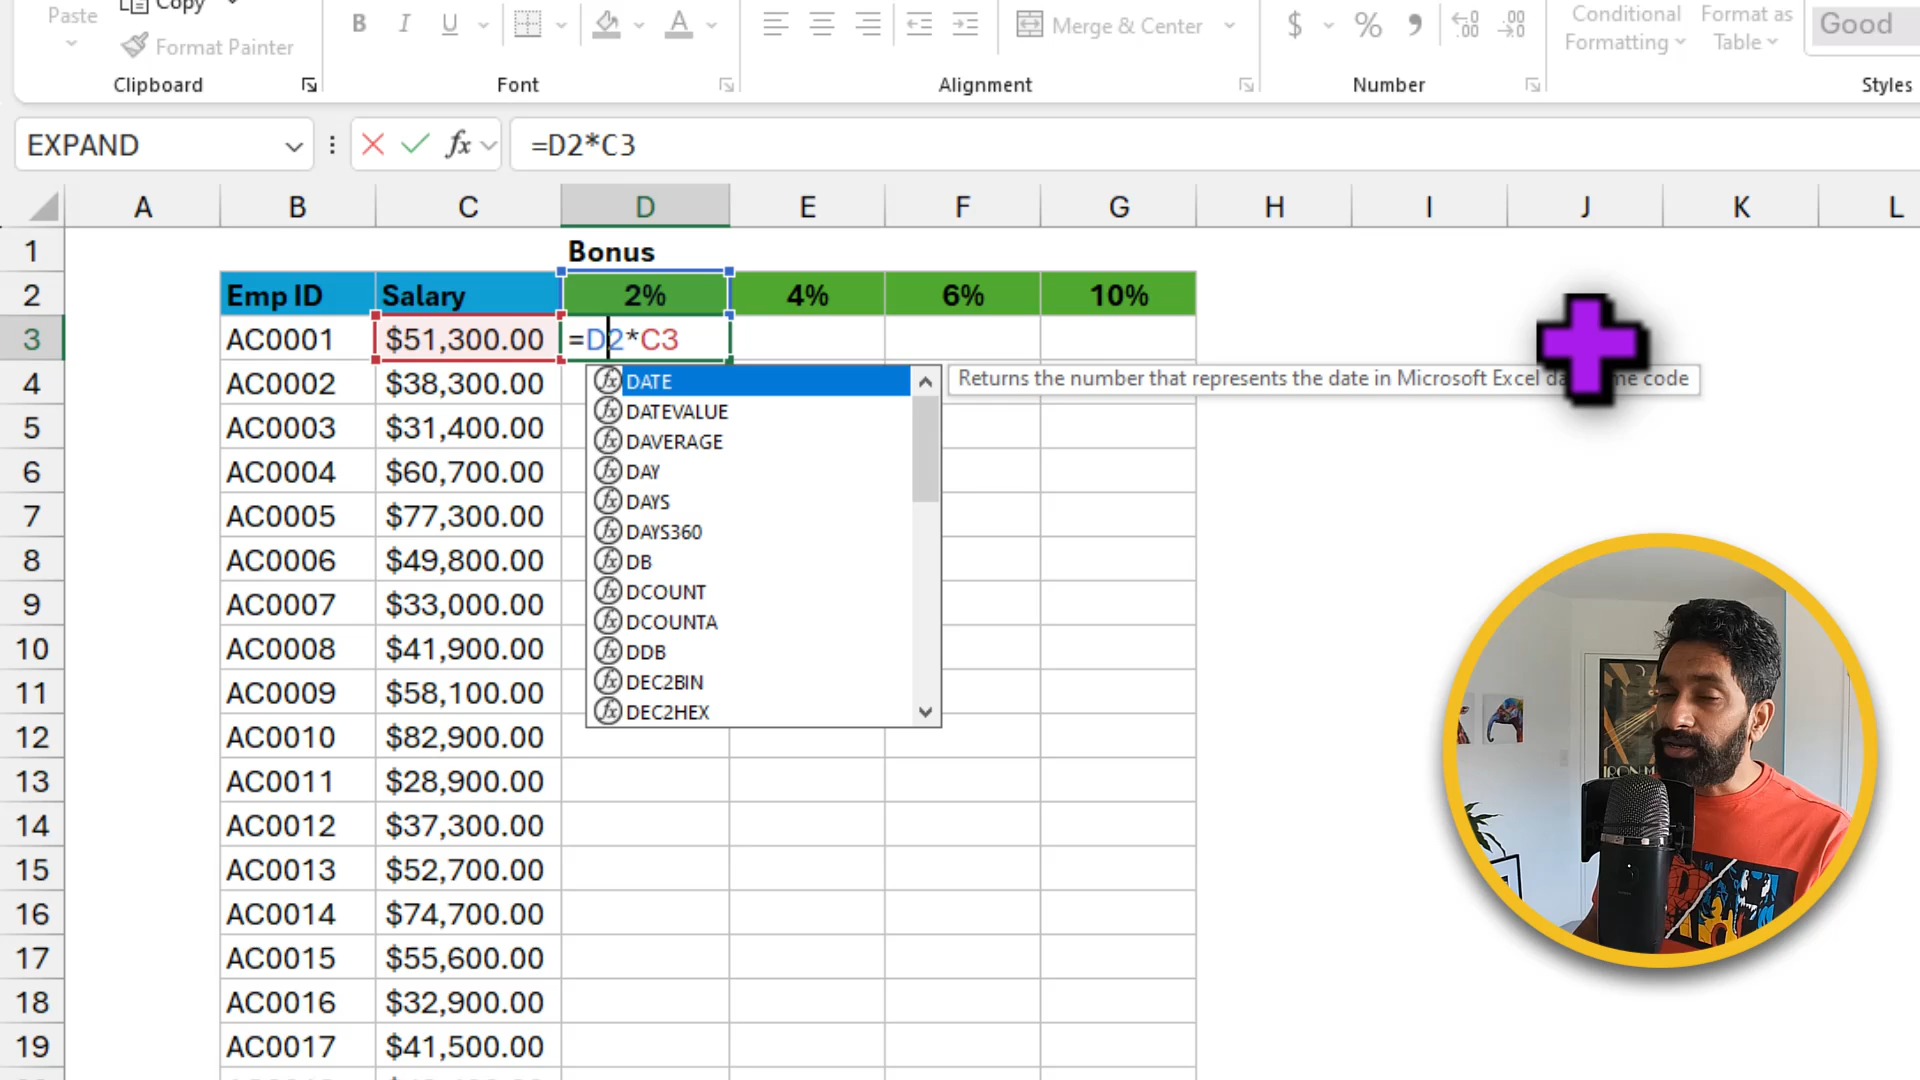 Paste
Copy
Format Painter
Clipboard
B I U A
Font
Merge & Center
Alignment
$ % 9
Number
Conditional
Formatting
Format as
Table
Good
Styles
EXPAND
fx
=D2*C3
A B C D E F G H I J K L
1 Bonus
2 Emp ID Salary 2% 4% 6% 10%
3 AC0001 $51,300.00 =D2*C3
4 AC0002 $38,300.00
5 AC0003 $31,400.00
6 AC0004 $60,700.00
7 AC0005 $77,300.00
8 AC0006 $49,800.00
9 AC0007 $33,000.00
10 AC0008 $41,900.00
11 AC0009 $58,100.00
12 AC0010 $82,900.00
13 AC0011 $28,900.00
14 AC0012 $37,300.00
15 AC0013 $52,700.00
16 AC0014 $74,700.00
17 AC0015 $55,600.00
18 AC0016 $32,900.00
19 AC0017 $41,500.00
DATE
DATEVALUE
DAVERAGE
DAY
DAYS
DAYS360
DB
DCOUNT
DCOUNTA
DDB
DEC2BIN
DEC2HEX
Returns the number that represents the date in Microsoft Excel code
IRON